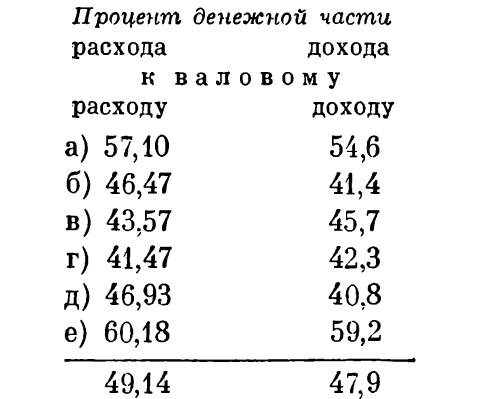 Процент денежной части
расхода дохода
к валовому
расходу доходу
а) 57,10 54,6
б) 46,47 41,4
в) 43,57 45,7
г) 41,47 42,3
д) 46,93 40,8
е) 60,18 59,2
49,14 47,9